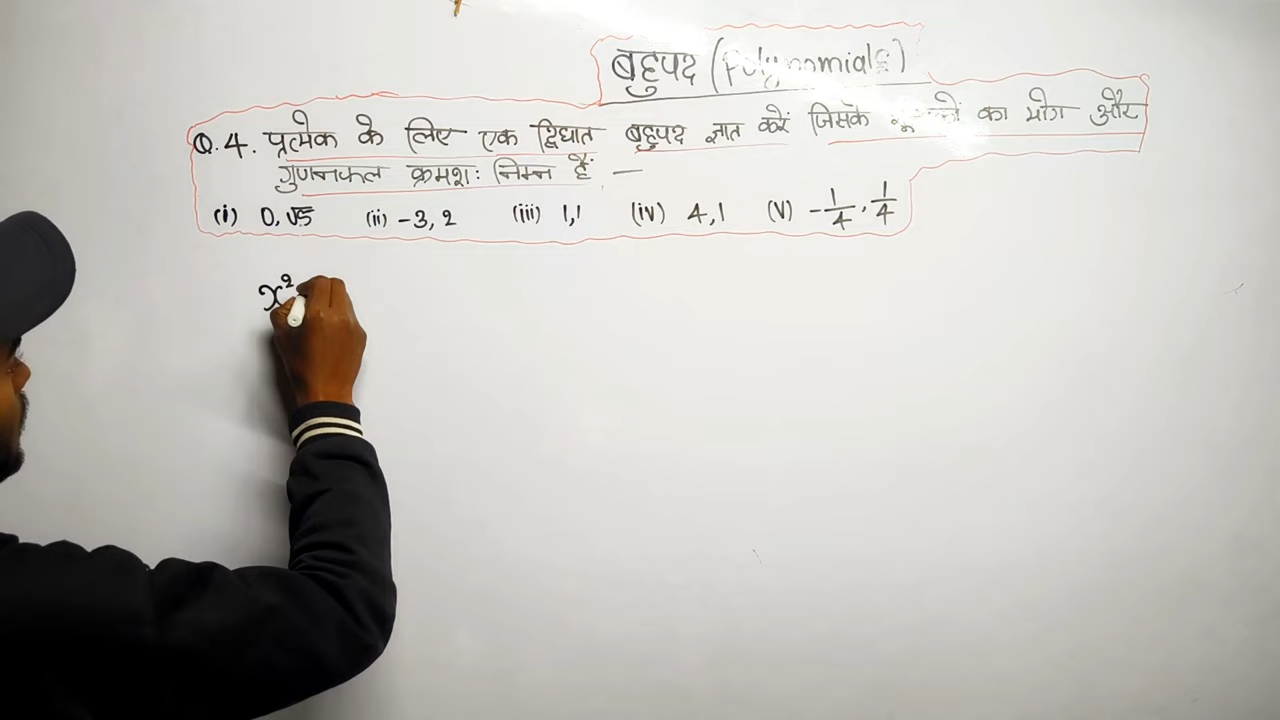 बहुपद (Polynomials)
Q.4. प्रत्येक के लिए एक द्विघात बहुपद ज्ञात करें जिसके का योग और
गुणनफल क्रमशः निम्न हैं —
(i) 0, √5 (ii) -3, 2 (iii) 1, 1 (iv) 4, 1 (V) -1/4, 1/4
x²